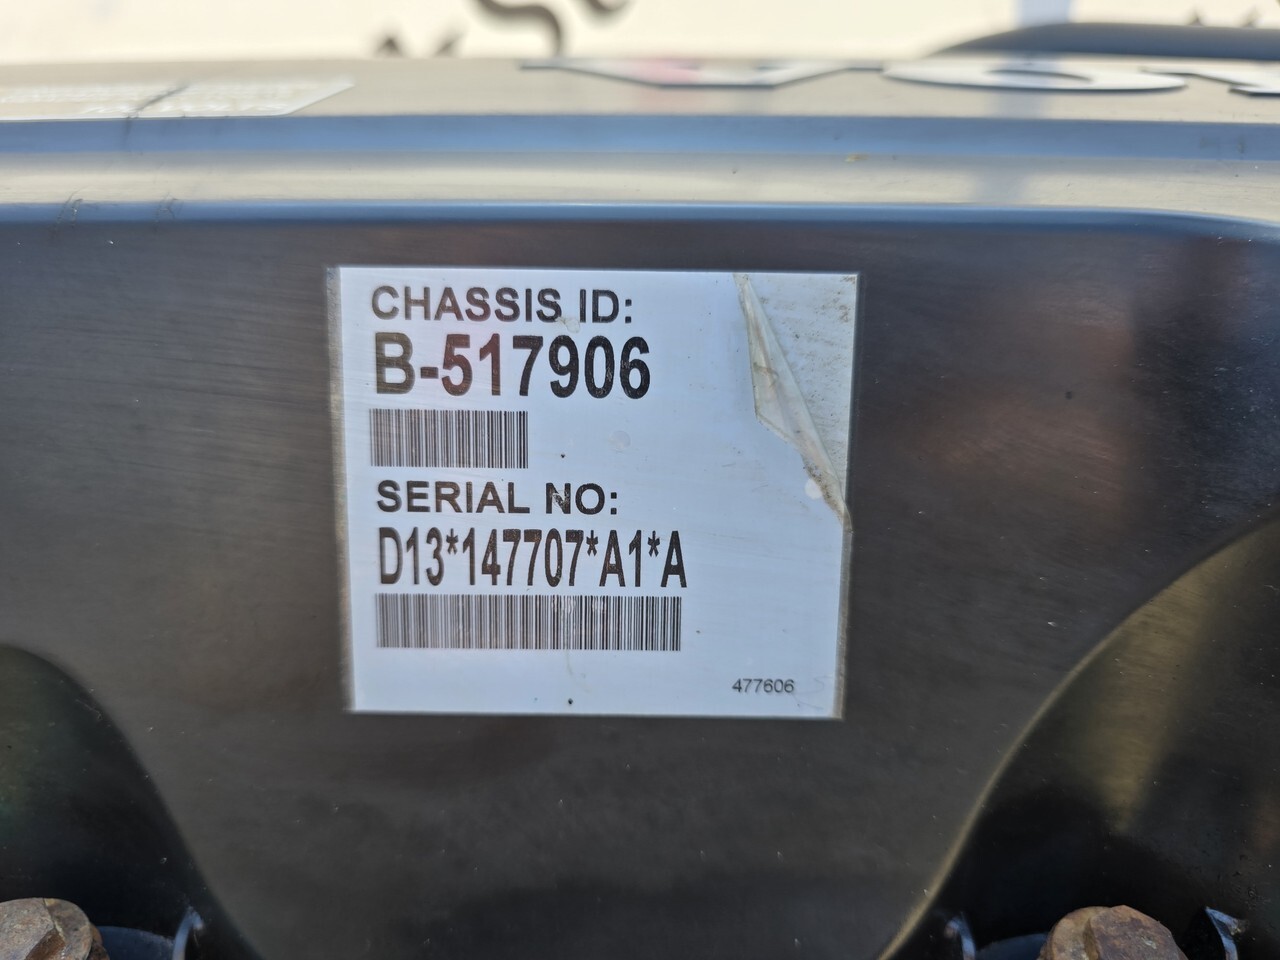 CHASSIS ID:
B-517906
SERIAL NO:
D13*147707*A1*A
477606